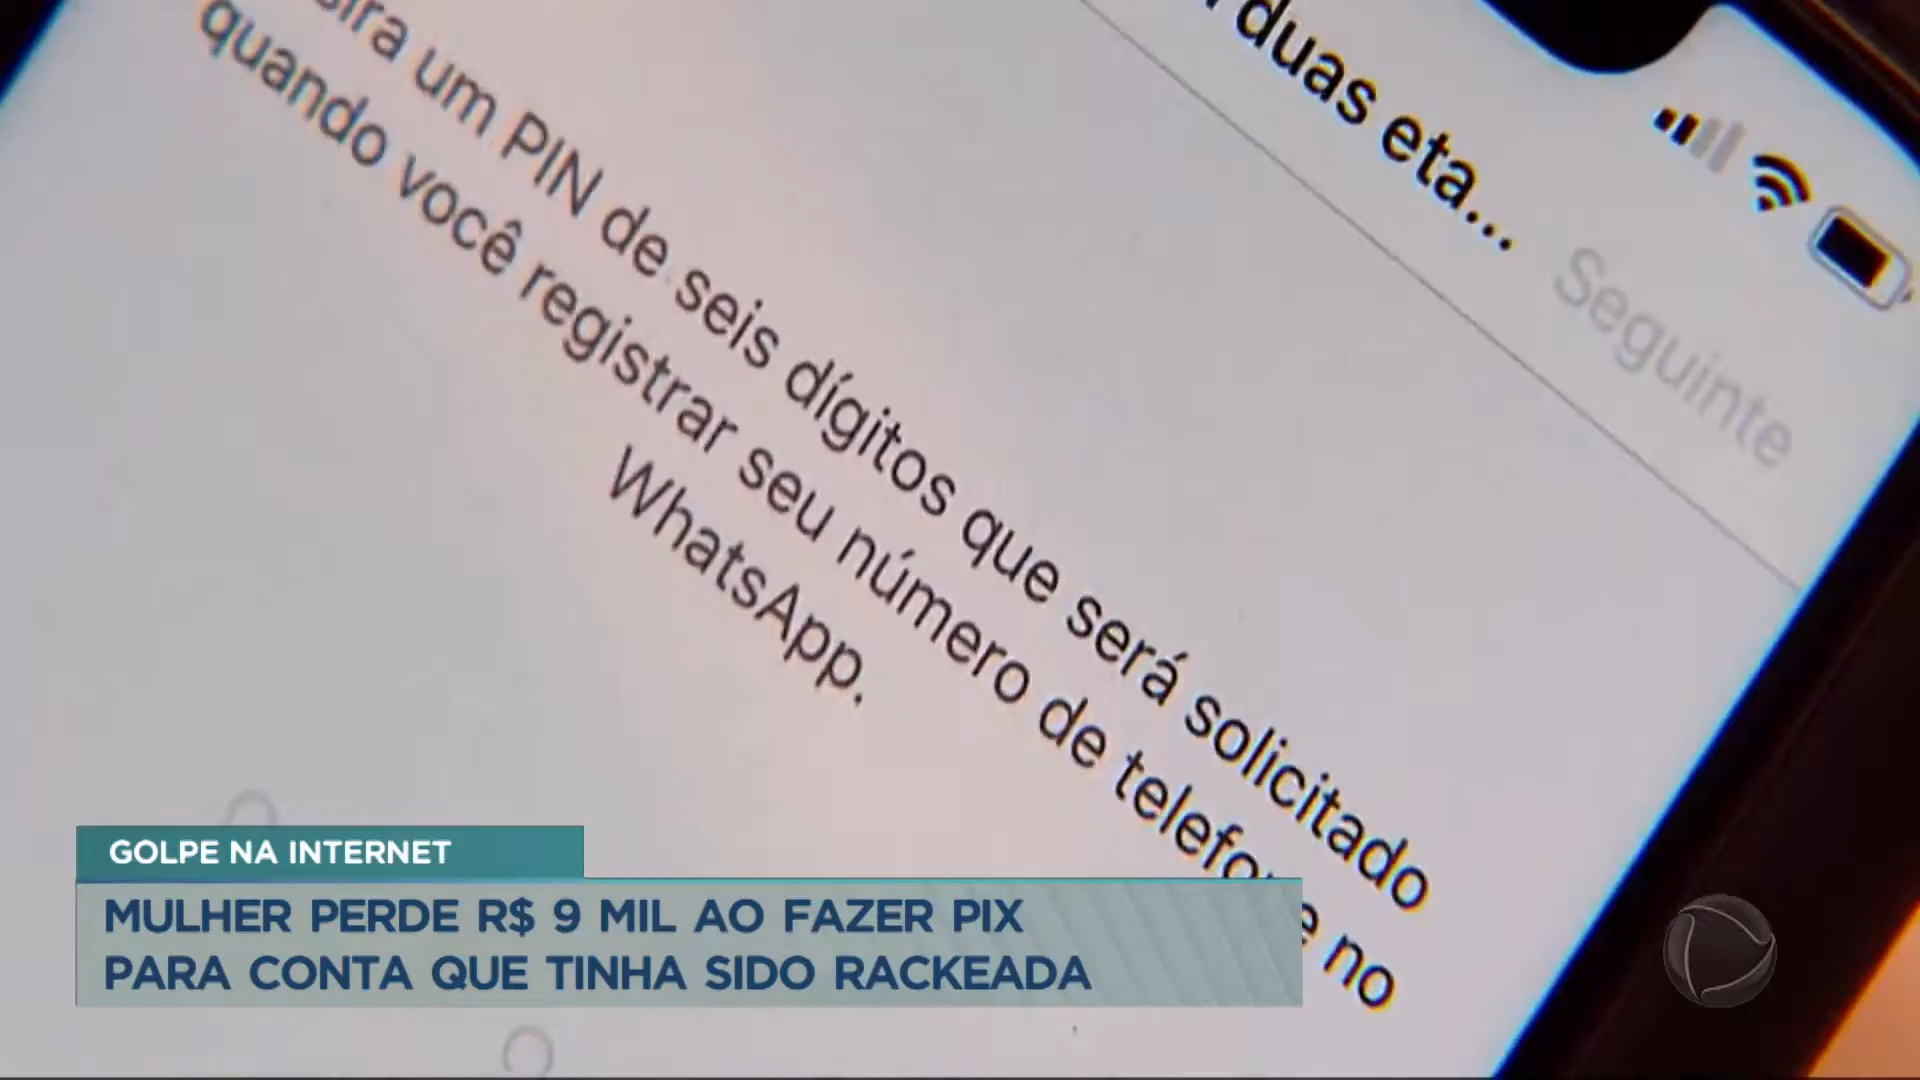 duas eta...
Seguinte
um PIN de seis dígitos que será solicitado
quando você registrar seu número de no
WhatsApp.
GOLPE NA INTERNET
MULHER PERDE R$ 9 MIL AO FAZER PIX
PARA CONTA QUE TINHA SIDO RACKEADA